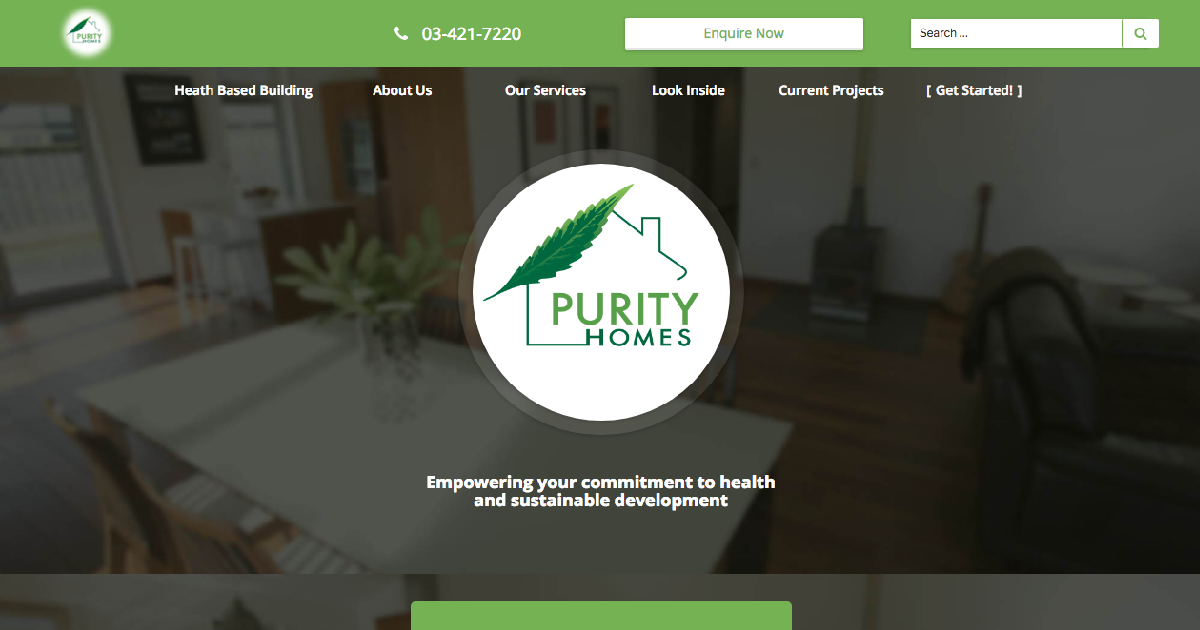 PURITY
HOMES
03-421-7220
Enquire Now
Search ...
Heath Based Building
About Us
Our Services
Look Inside
Current Projects
[ Get Started! ]
PURITY
HOMES
Empowering your commitment to health
and sustainable development